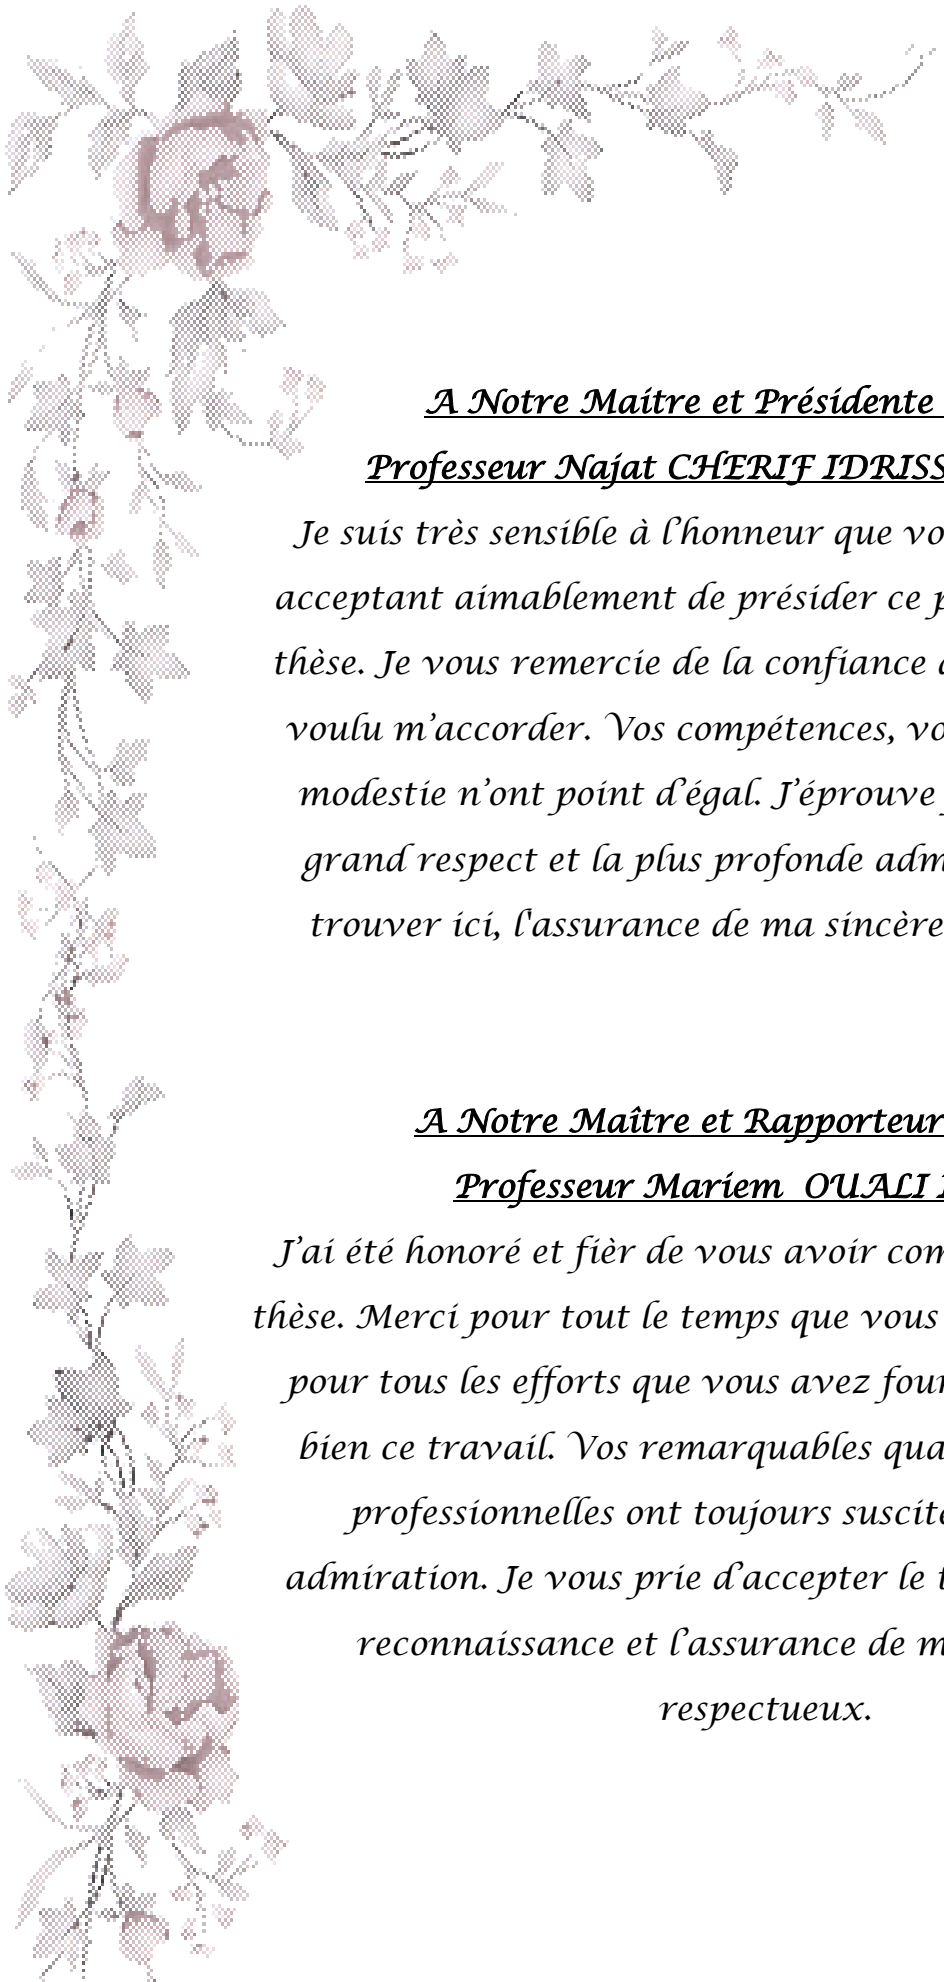 A Notre Maitre et Présidente
Professeur Najat CHERIF IDRISS
Je suis très sensible à l’honneur que vo
acceptant aimablement de présider ce p
thèse. Je vous remercie de la confiance
voulu m’accorder. Vos compétences, vo
modestie n’ont point d’égal. J’éprouve
grand respect et la plus profonde adm
trouver ici, l'assurance de ma sincère
A Notre Maître et Rapporteur
Professeur Mariem OUALI
J’ai été honoré et fièr de vous avoir com
thèse. Merci pour tout le temps que vous
pour tous les efforts que vous avez four
bien ce travail. Vos remarquables qua
professionnelles ont toujours suscité
admiration. Je vous prie d’accepter le t
reconnaissance et l’assurance de m
respectueux.